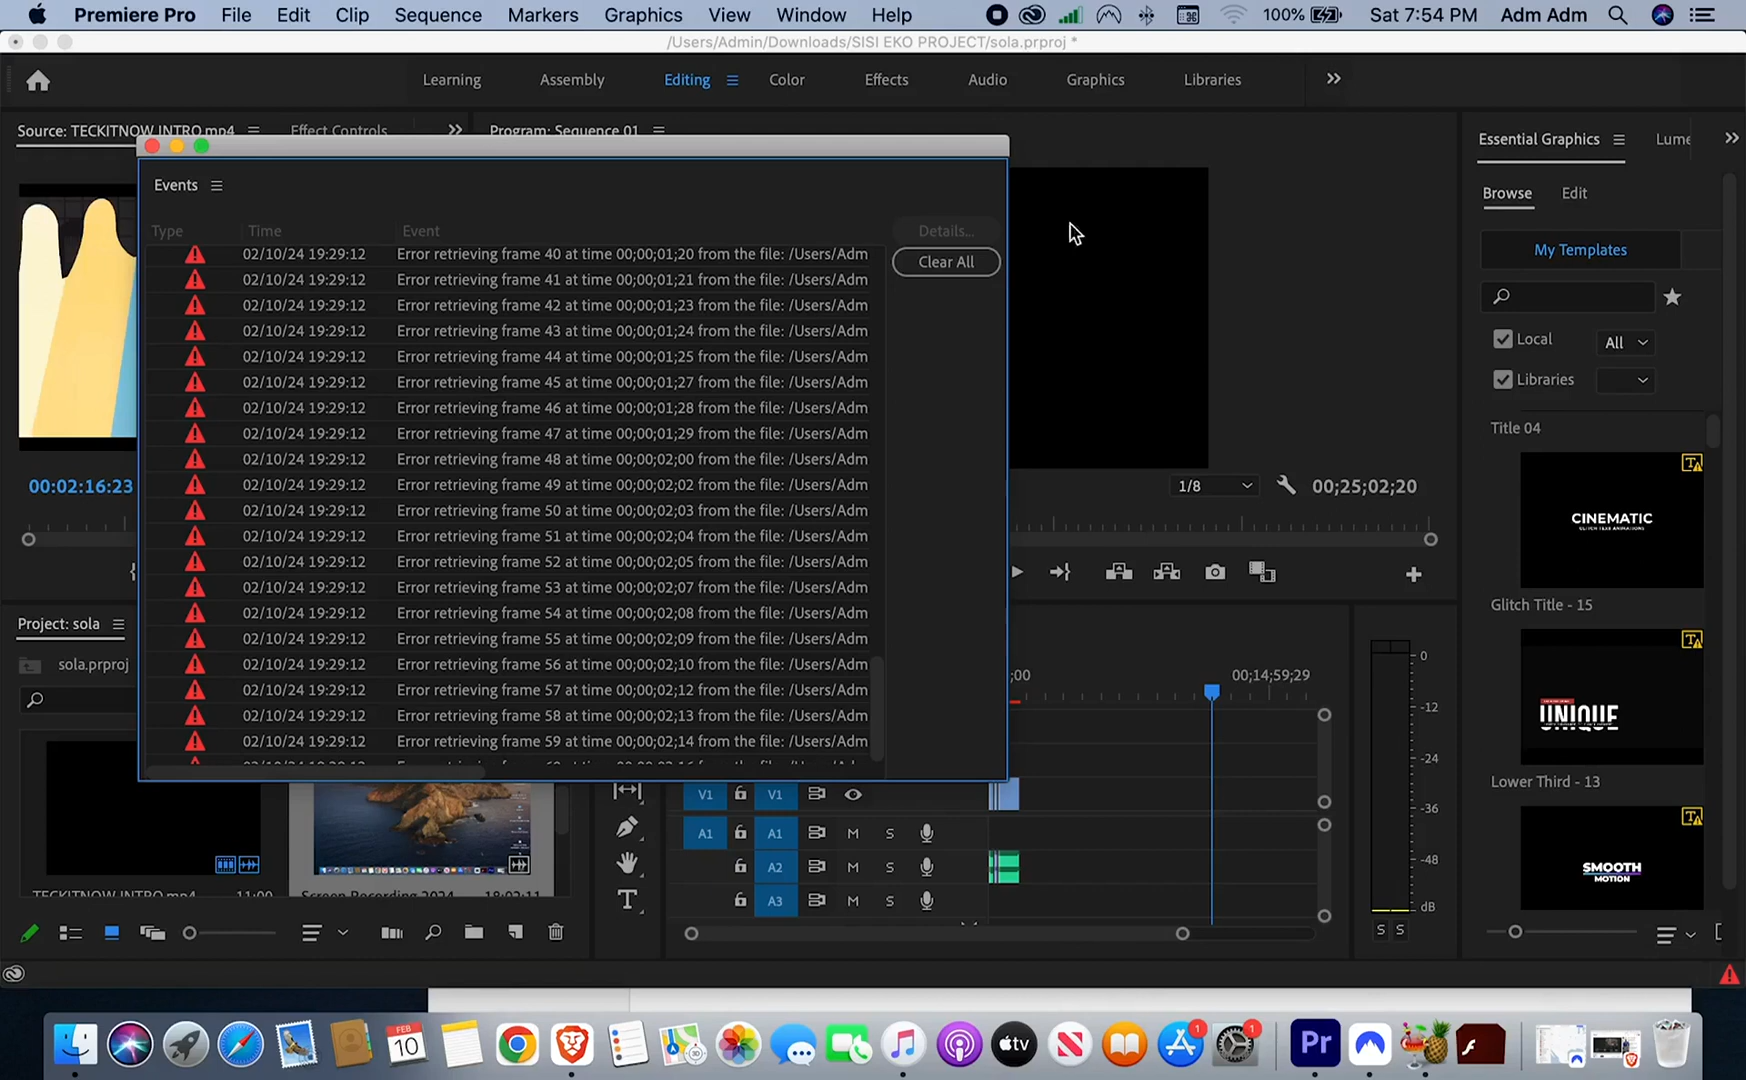 Premiere Pro File Edit Clip Sequence Markers Graphics View Window Help 100% Sat 7:54 PM Adm Adm
/Users/Admin/Downloads/SISI EKO PROJECT/sola.prproj *
Learning Assembly Editing Color Effects Audio Graphics Libraries
Source: TECKITNOW INTRO.mp4 Effect Controls Program: Sequence 01
Essential Graphics
Events
Browse Edit
Type Time Event Details...
Clear All
My Templates
02/10/24 19:29:12 Error retrieving frame 40 at time 00;00;01;20 from the file: /Users/Adm
02/10/24 19:29:12 Error retrieving frame 41 at time 00;00;01;21 from the file: /Users/Adm
02/10/24 19:29:12 Error retrieving frame 42 at time 00;00;01;23 from the file: /Users/Adm
02/10/24 19:29:12 Error retrieving frame 43 at time 00;00;01;24 from the file: /Users/Adm
02/10/24 19:29:12 Error retrieving frame 44 at time 00;00;01;25 from the file: /Users/Adm
02/10/24 19:29:12 Error retrieving frame 45 at time 00;00;01;27 from the file: /Users/Adm
02/10/24 19:29:12 Error retrieving frame 46 at time 00;00;01;28 from the file: /Users/Adm
02/10/24 19:29:12 Error retrieving frame 47 at time 00;00;01;29 from the file: /Users/Adm
02/10/24 19:29:12 Error retrieving frame 48 at time 00;00;02;00 from the file: /Users/Adm
02/10/24 19:29:12 Error retrieving frame 49 at time 00;00;02;02 from the file: /Users/Adm
02/10/24 19:29:12 Error retrieving frame 50 at time 00;00;02;03 from the file: /Users/Adm
02/10/24 19:29:12 Error retrieving frame 51 at time 00;00;02;04 from the file: /Users/Adm
02/10/24 19:29:12 Error retrieving frame 52 at time 00;00;02;05 from the file: /Users/Adm
02/10/24 19:29:12 Error retrieving frame 53 at time 00;00;02;07 from the file: /Users/Adm
02/10/24 19:29:12 Error retrieving frame 54 at time 00;00;02;08 from the file: /Users/Adm
02/10/24 19:29:12 Error retrieving frame 55 at time 00;00;02;09 from the file: /Users/Adm
02/10/24 19:29:12 Error retrieving frame 56 at time 00;00;02;10 from the file: /Users/Adm
02/10/24 19:29:12 Error retrieving frame 57 at time 00;00;02;12 from the file: /Users/Adm
02/10/24 19:29:12 Error retrieving frame 58 at time 00;00;02;13 from the file: /Users/Adm
02/10/24 19:29:12 Error retrieving frame 59 at time 00;00;02;14 from the file: /Users/Adm
Local All
Libraries
Title 04
CINEMATIC
Glitch Title - 15
UNIQUE
Lower Third - 13
SMOOTH
MOTION
00:02:16:23
1/8 00;25;02;20
Project: sola
sola.prproj
;00 00;14;59;29
V1 V1
A1 A1 M S
A2 M S
A3 M S
0
-12
-24
-36
-48
dB
S S
TECKITNOW INTRO.mp4 11:00
Screen Recording 2024 18:02:11
FEB
10
tv
1
1
Pr